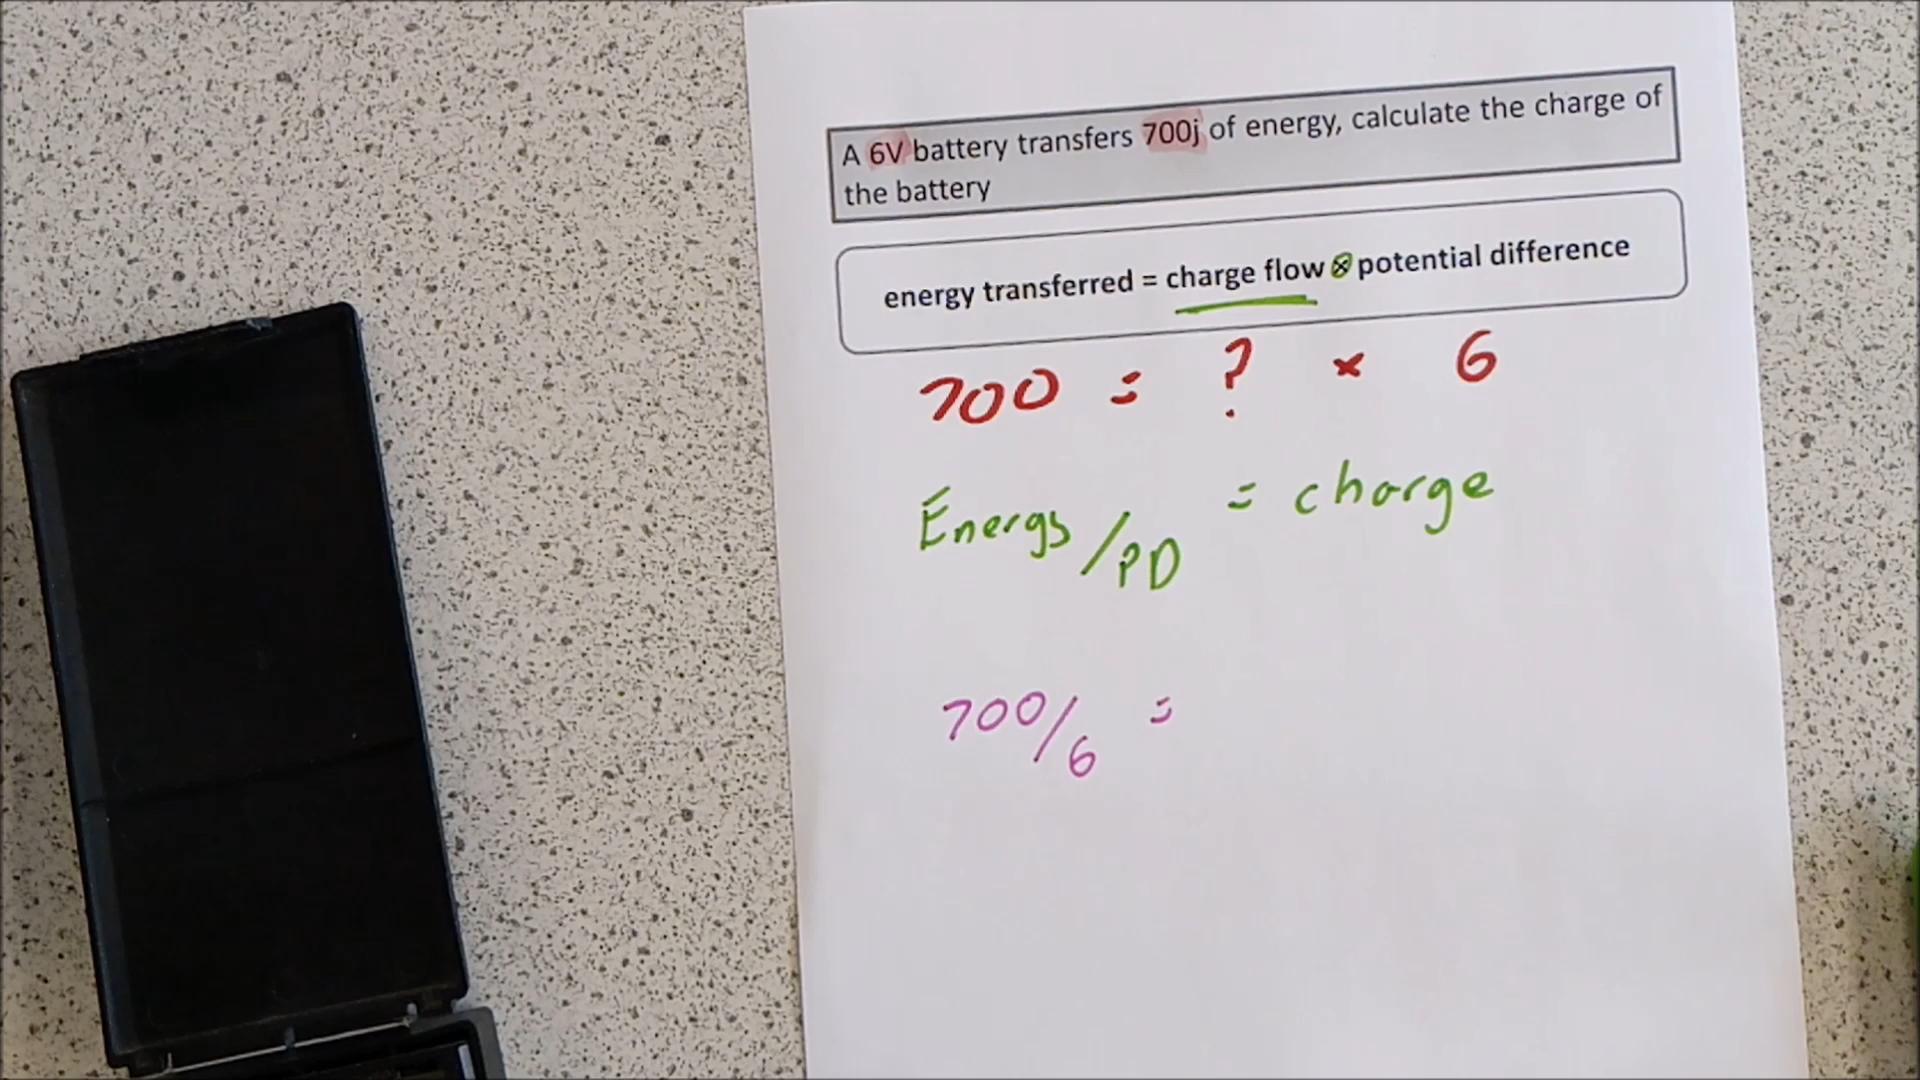 A 6V battery transfers 700j of energy, calculate the charge of
the battery
energy transferred = charge flow × potential difference
700 = ? × 6
Energy/PD = charge
700/6 =